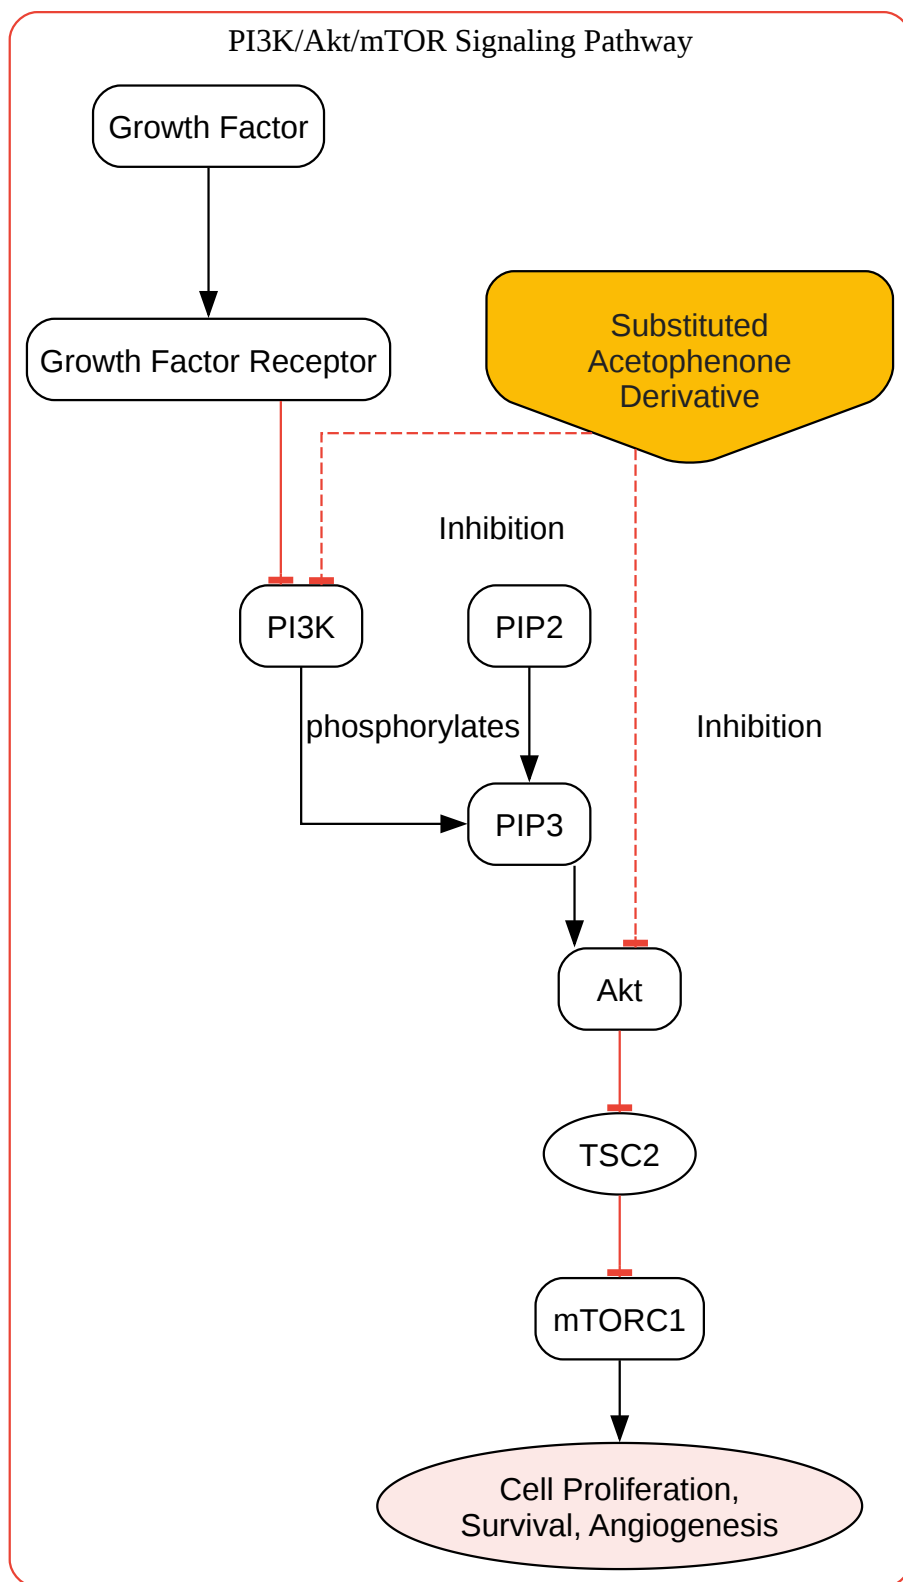 PI3K/Akt/mTOR Signaling Pathway
Growth Factor
Substituted
Acetophenone
Derivative
Growth Factor Receptor
Inhibition
PI3K
PIP2
phosphorylates
Inhibition
PIP3
Akt
TSC2
mTORC1
Cell Proliferation,
Survival, Angiogenesis